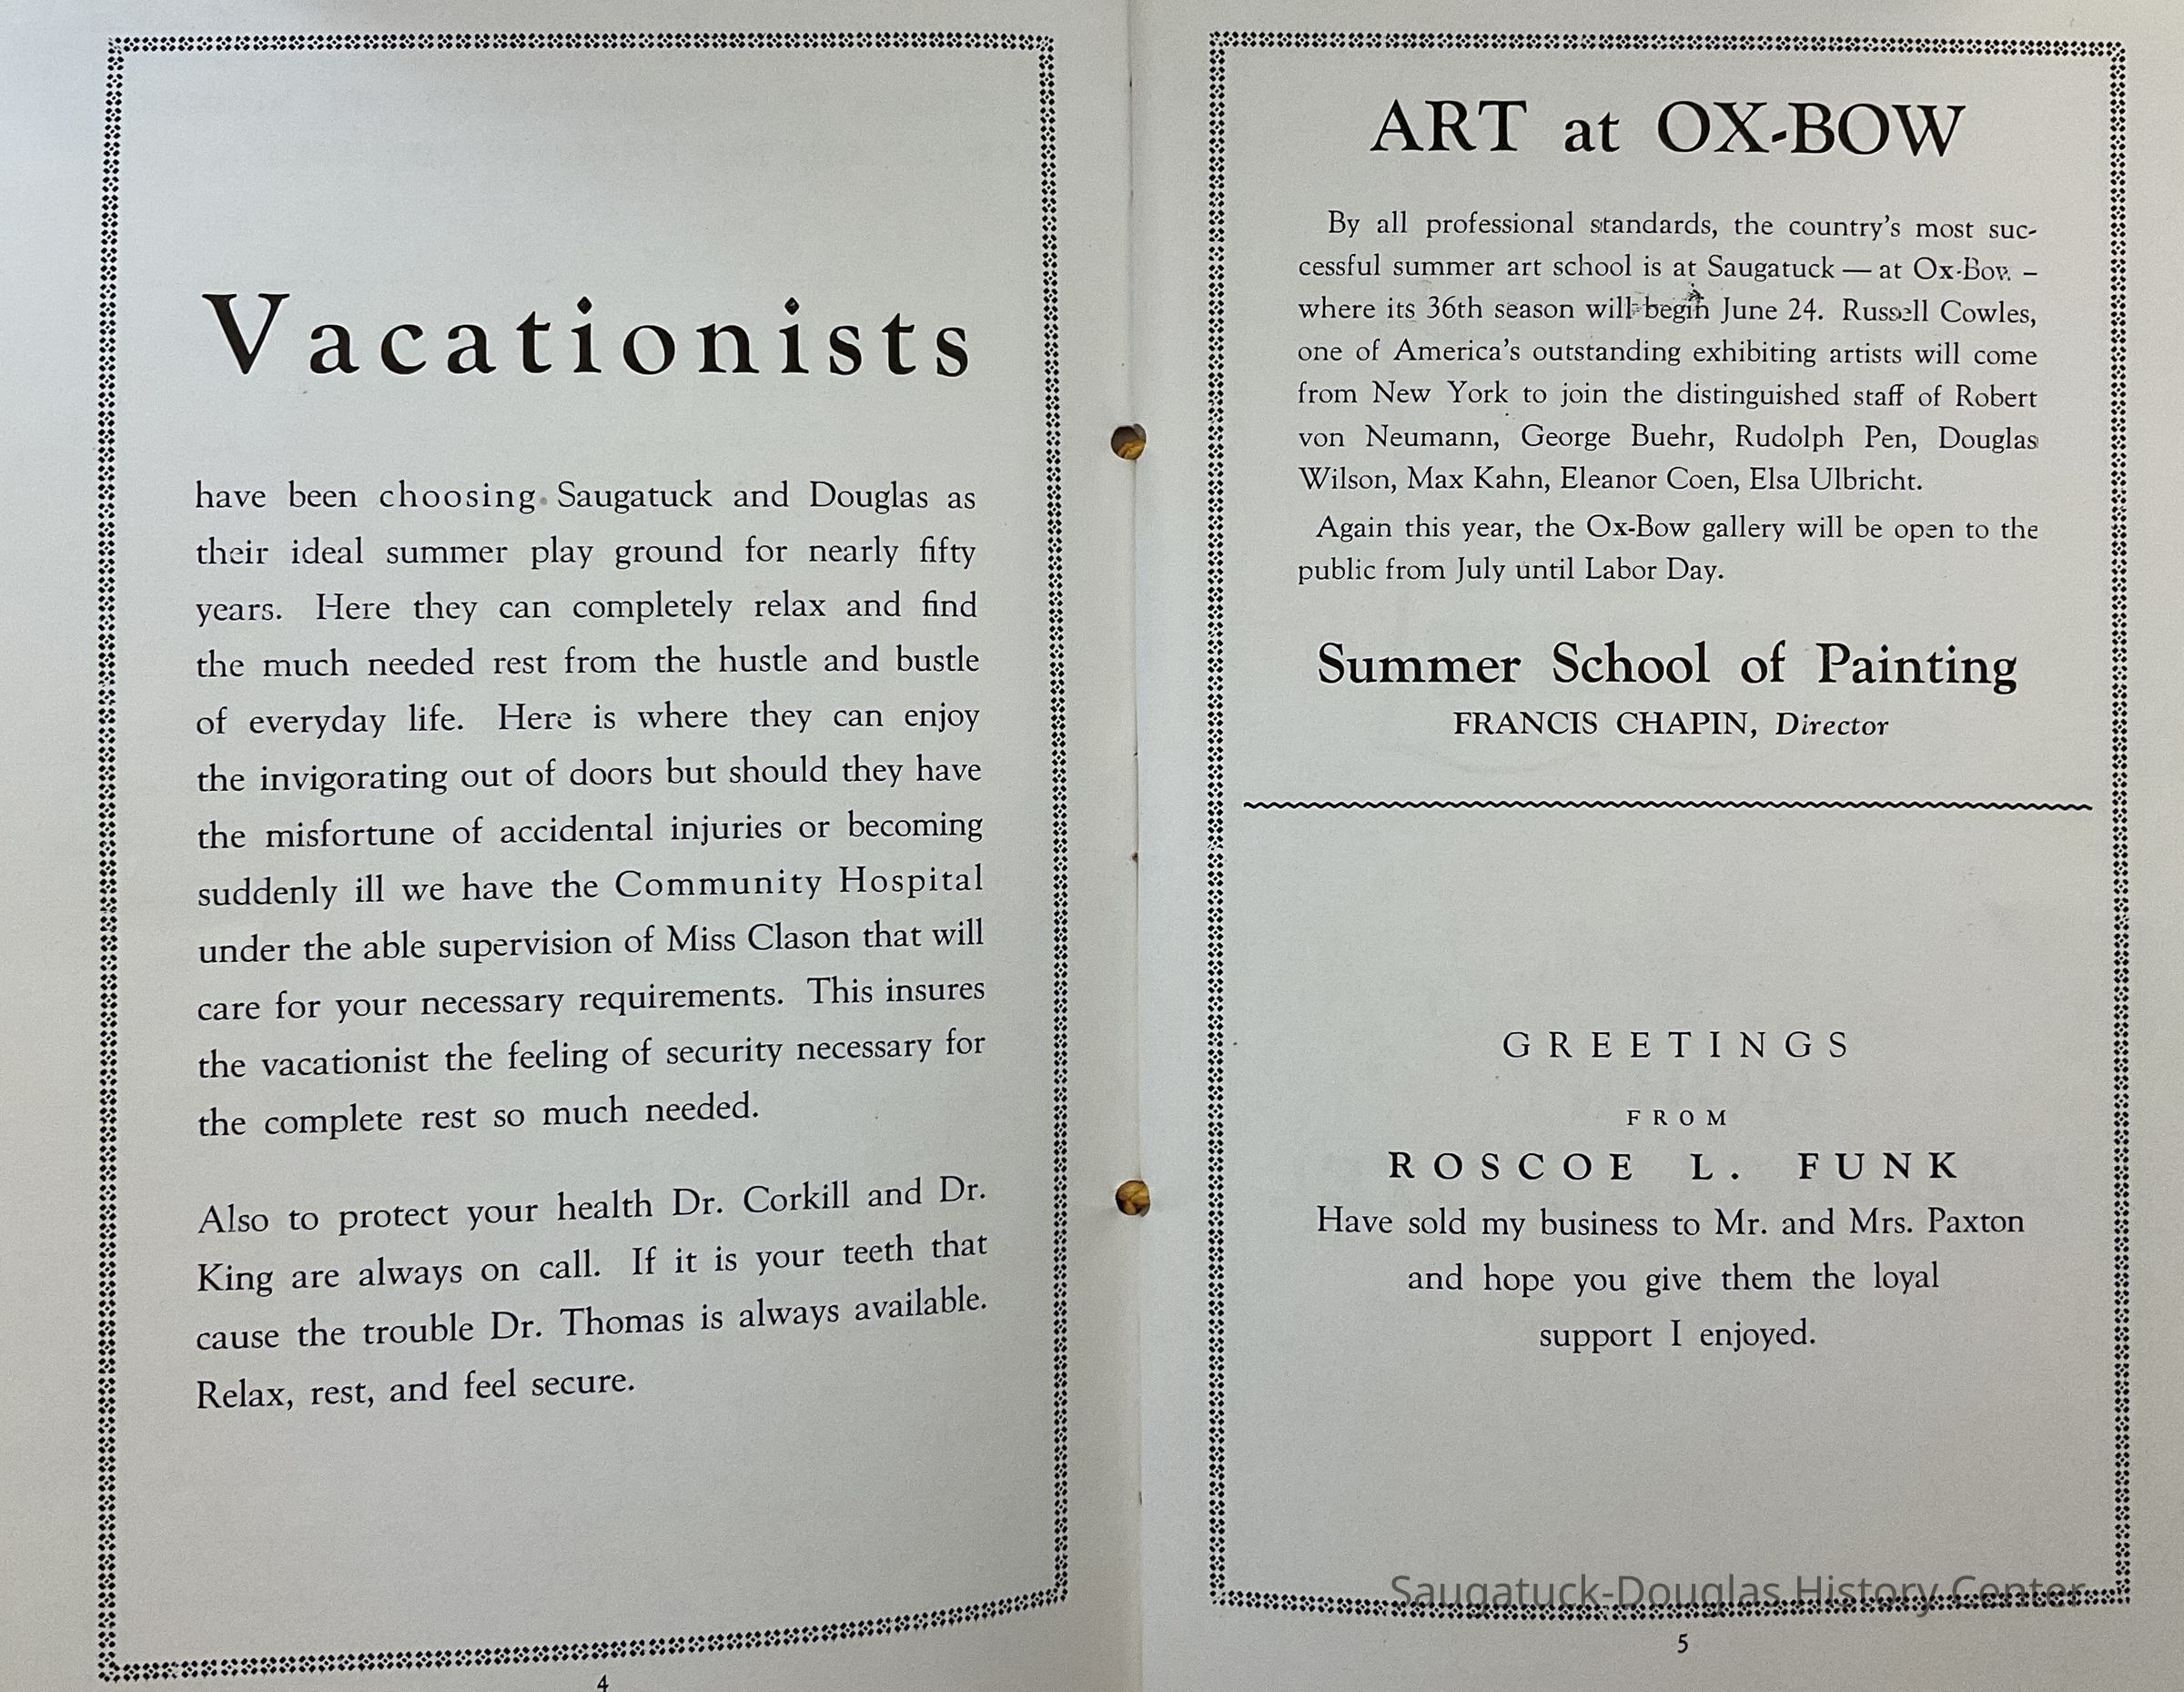 Vacationists
have been choosing Saugatuck and Douglas as
their ideal summer play ground for nearly fifty
years. Here they can completely relax and find
the much needed rest from the hustle and bustle
of everyday life. Here is where they can enjoy
the invigorating out of doors but should they have
the misfortune of accidental injuries or becoming
suddenly ill we have the Community Hospital
under the able supervision of Miss Clason that will
care for your necessary requirements. This insures
the vacationist the feeling of security necessary for
the complete rest so much needed.
Also to protect your health Dr. Corkill and Dr.
King are always on call. If it is your teeth that
cause the trouble Dr. Thomas is always available.
Relax, rest, and feel secure.
4
ART at OX-BOW
By all professional standards, the country's most suc-
cessful summer art school is at Saugatuck — at Ox-Bow –
where its 36th season will begin June 24. Russell Cowles,
one of America's outstanding exhibiting artists will come
from New York to join the distinguished staff of Robert
von Neumann, George Buehr, Rudolph Pen, Douglas
Wilson, Max Kahn, Eleanor Coen, Elsa Ulbricht.
Again this year, the Ox-Bow gallery will be open to the
public from July until Labor Day.
Summer School of Painting
FRANCIS CHAPIN, Director
GREETINGS
FROM
ROSCOE L. FUNK
Have sold my business to Mr. and Mrs. Paxton
and hope you give them the loyal
support I enjoyed.
Saugatuck-Douglas History Center
5